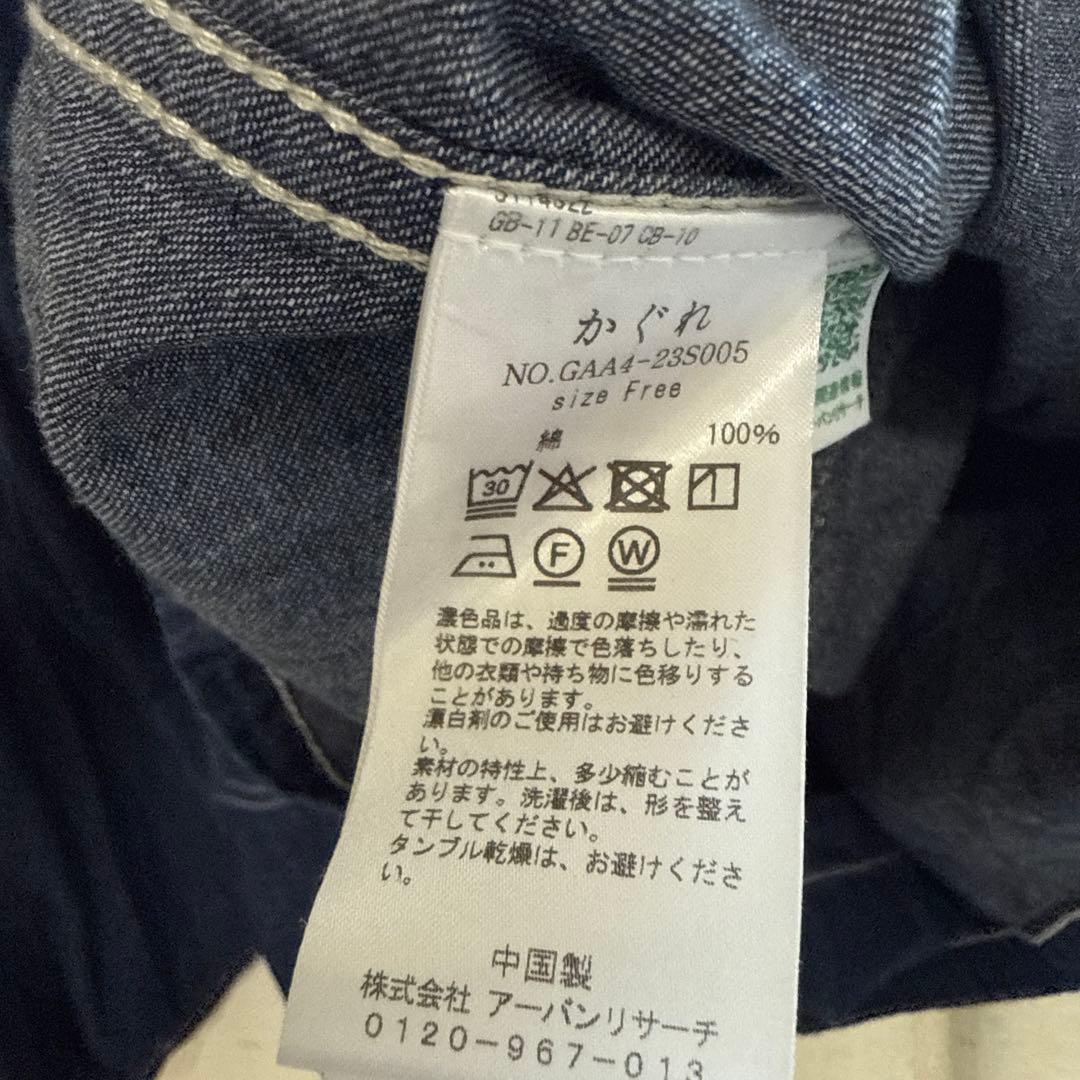 GB-11 BE-07 CB-10
かぐれ
NO.GAA4-23S005
size Free
綿 100%
30
F W
濃色品は、過度の摩擦や濡れた
状態での摩擦で色落ちしたり、
他の衣類や持ち物に色移りする
ことがあります。
漂白剤のご使用はお避けくださ
い。
素材の特性上、多少縮むことが
あります。洗濯後は、形を整え
て干してください。
タンブル乾燥は、お避けくださ
い。
中国製
株式会社 アーバンリサーチ
0120-967-013